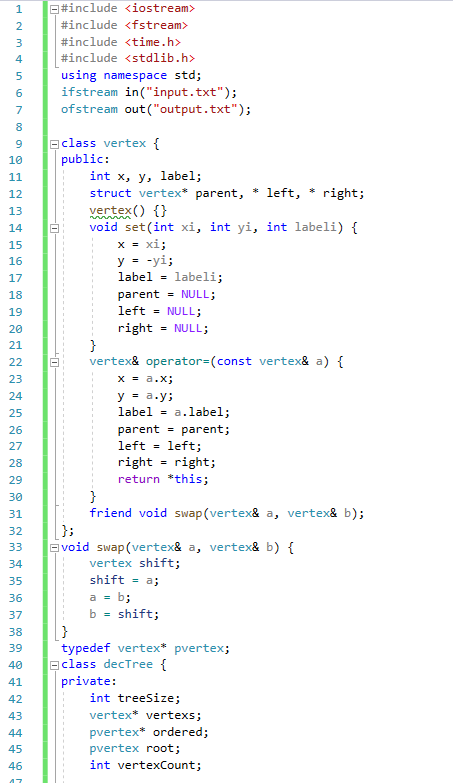 1 #include <iostream>
2 #include <fstream>
3 #include <time.h>
4 #include <stdlib.h>
5 using namespace std;
6 ifstream in("input.txt");
7 ofstream out("output.txt");
8
9 class vertex {
10 public:
11     int x, y, label;
12     struct vertex* parent, * left, * right;
13     vertex() {}
14     void set(int xi, int yi, int labeli) {
15         x = xi;
16         y = -yi;
17         label = labeli;
18         parent = NULL;
19         left = NULL;
20         right = NULL;
21     }
22     vertex& operator=(const vertex& a) {
23         x = a.x;
24         y = a.y;
25         label = a.label;
26         parent = parent;
27         left = left;
28         right = right;
29         return *this;
30     }
31     friend void swap(vertex& a, vertex& b);
32 };
33 void swap(vertex& a, vertex& b) {
34     vertex shift;
35     shift = a;
36     a = b;
37     b = shift;
38 }
39 typedef vertex* pvertex;
40 class decTree {
41 private:
42     int treeSize;
43     vertex* vertexs;
44     pvertex* ordered;
45     pvertex root;
46     int vertexCount;